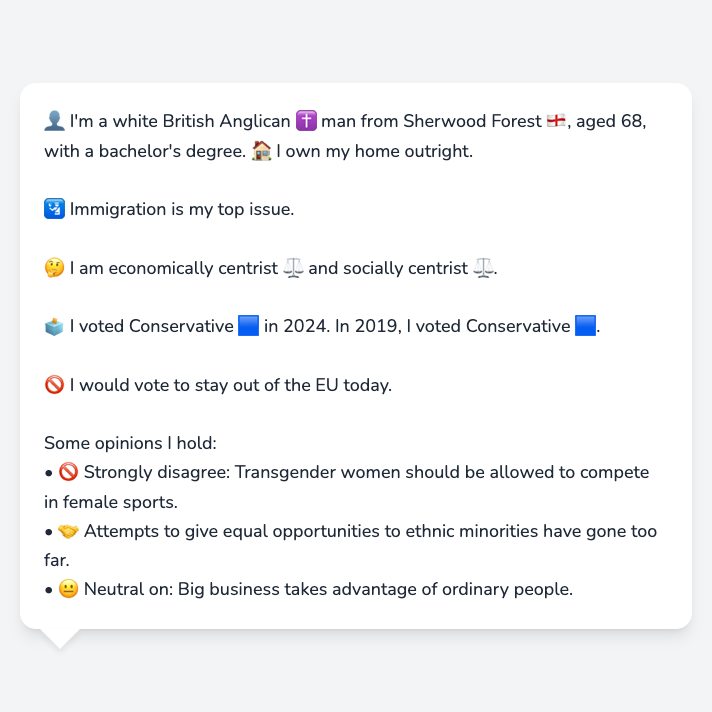 👤 I'm a white British Anglican ✝️ man from Sherwood Forest 🏴󠁧󠁢󠁥󠁮󠁧󠁿, aged 68,
with a bachelor's degree. 🏠 I own my home outright.
🛂 Immigration is my top issue.
🤔 I am economically centrist ⚖️ and socially centrist ⚖️.
🗳️ I voted Conservative 🟦 in 2024. In 2019, I voted Conservative 🟦.
🚫 I would vote to stay out of the EU today.
Some opinions I hold:
• 🚫 Strongly disagree: Transgender women should be allowed to compete
in female sports.
• 🤝 Attempts to give equal opportunities to ethnic minorities have gone too
far.
• 😐 Neutral on: Big business takes advantage of ordinary people.